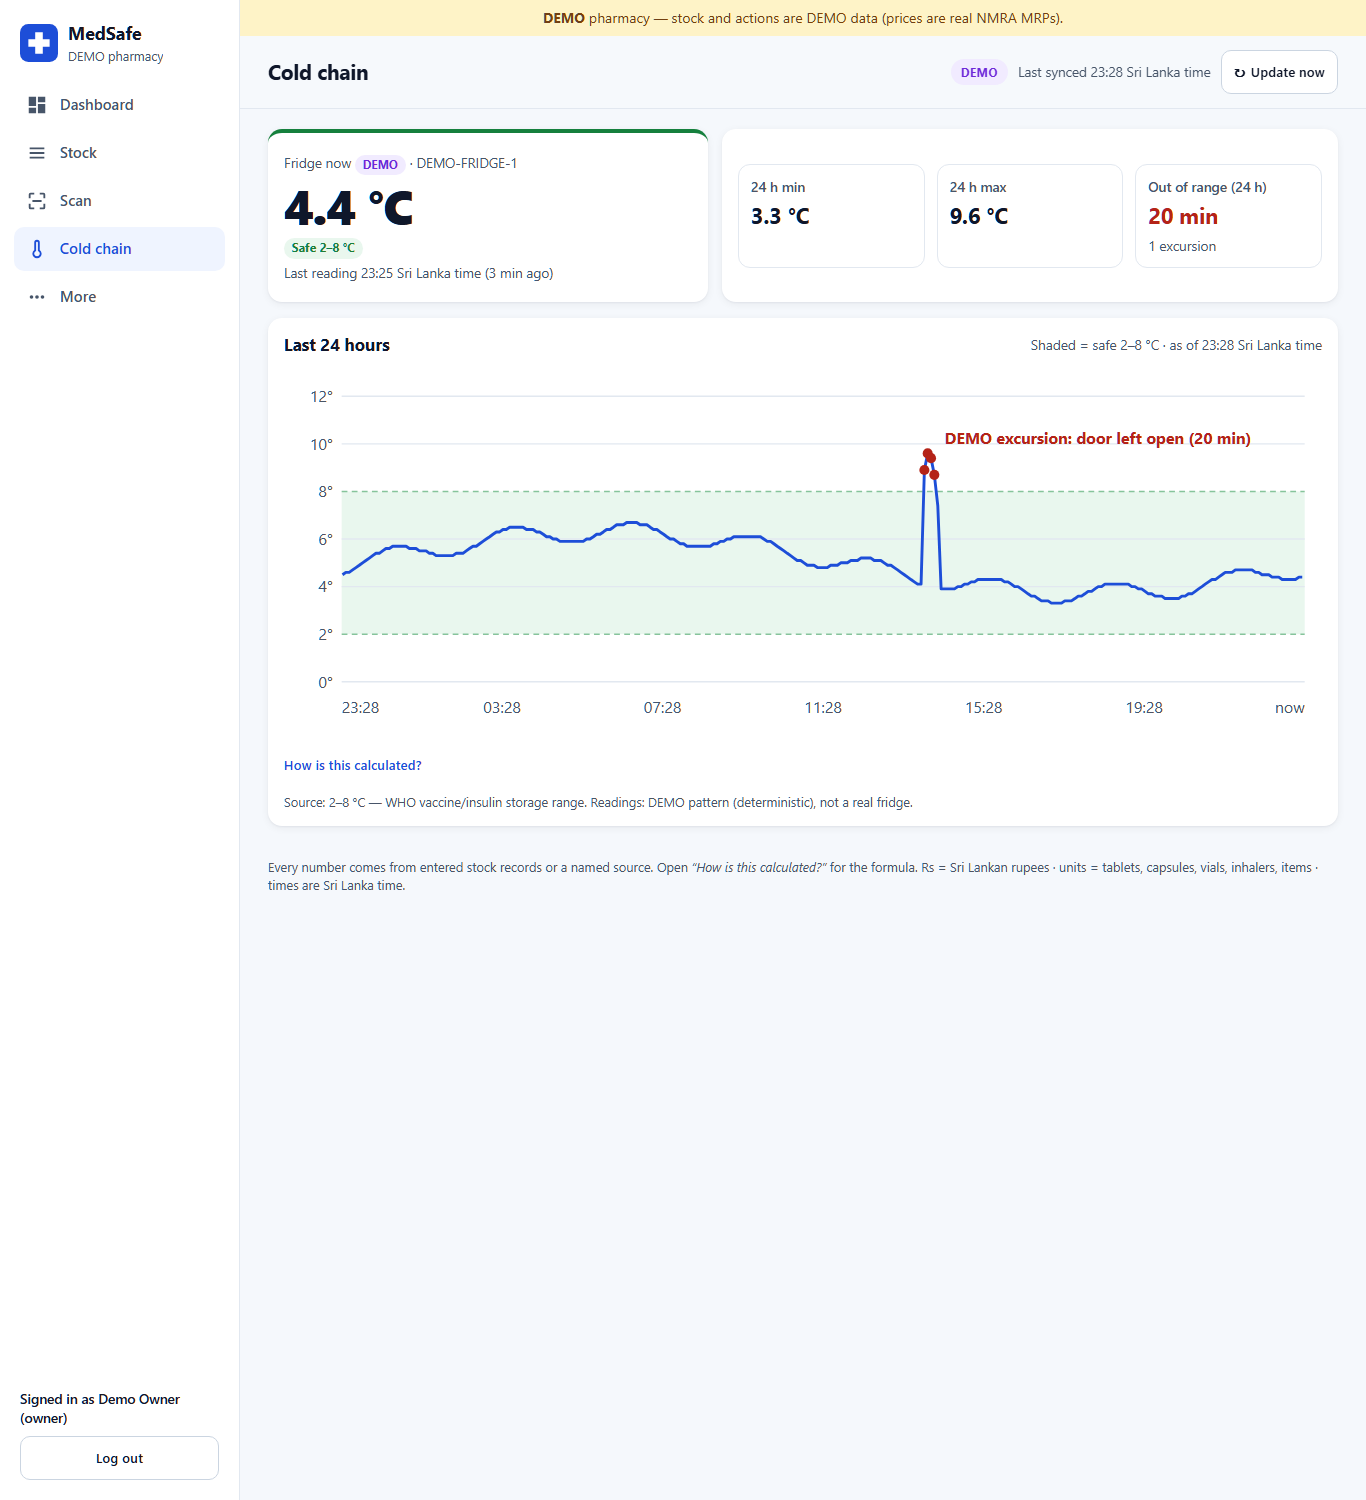 MedSafe
DEMO pharmacy
Dashboard
Stock
Scan
Cold chain
More
Signed in as Demo Owner
(owner)
Log out
DEMO pharmacy — stock and actions are DEMO data (prices are real NMRA MRPs).
Cold chain
DEMO Last synced 23:28 Sri Lanka time ↻ Update now
Fridge now DEMO · DEMO-FRIDGE-1
4.4 °C
Safe 2–8 °C
Last reading 23:25 Sri Lanka time (3 min ago)
24 h min
3.3 °C
24 h max
9.6 °C
Out of range (24 h)
20 min
1 excursion
Last 24 hours
Shaded = safe 2–8 °C · as of 23:28 Sri Lanka time
12°
10°
8°
6°
4°
2°
0°
DEMO excursion: door left open (20 min)
23:28 03:28 07:28 11:28 15:28 19:28 now
How is this calculated?
Source: 2–8 °C — WHO vaccine/insulin storage range. Readings: DEMO pattern (deterministic), not a real fridge.
Every number comes from entered stock records or a named source. Open “How is this calculated?” for the formula. Rs = Sri Lankan rupees · units = tablets, capsules, vials, inhalers, items ·
times are Sri Lanka time.